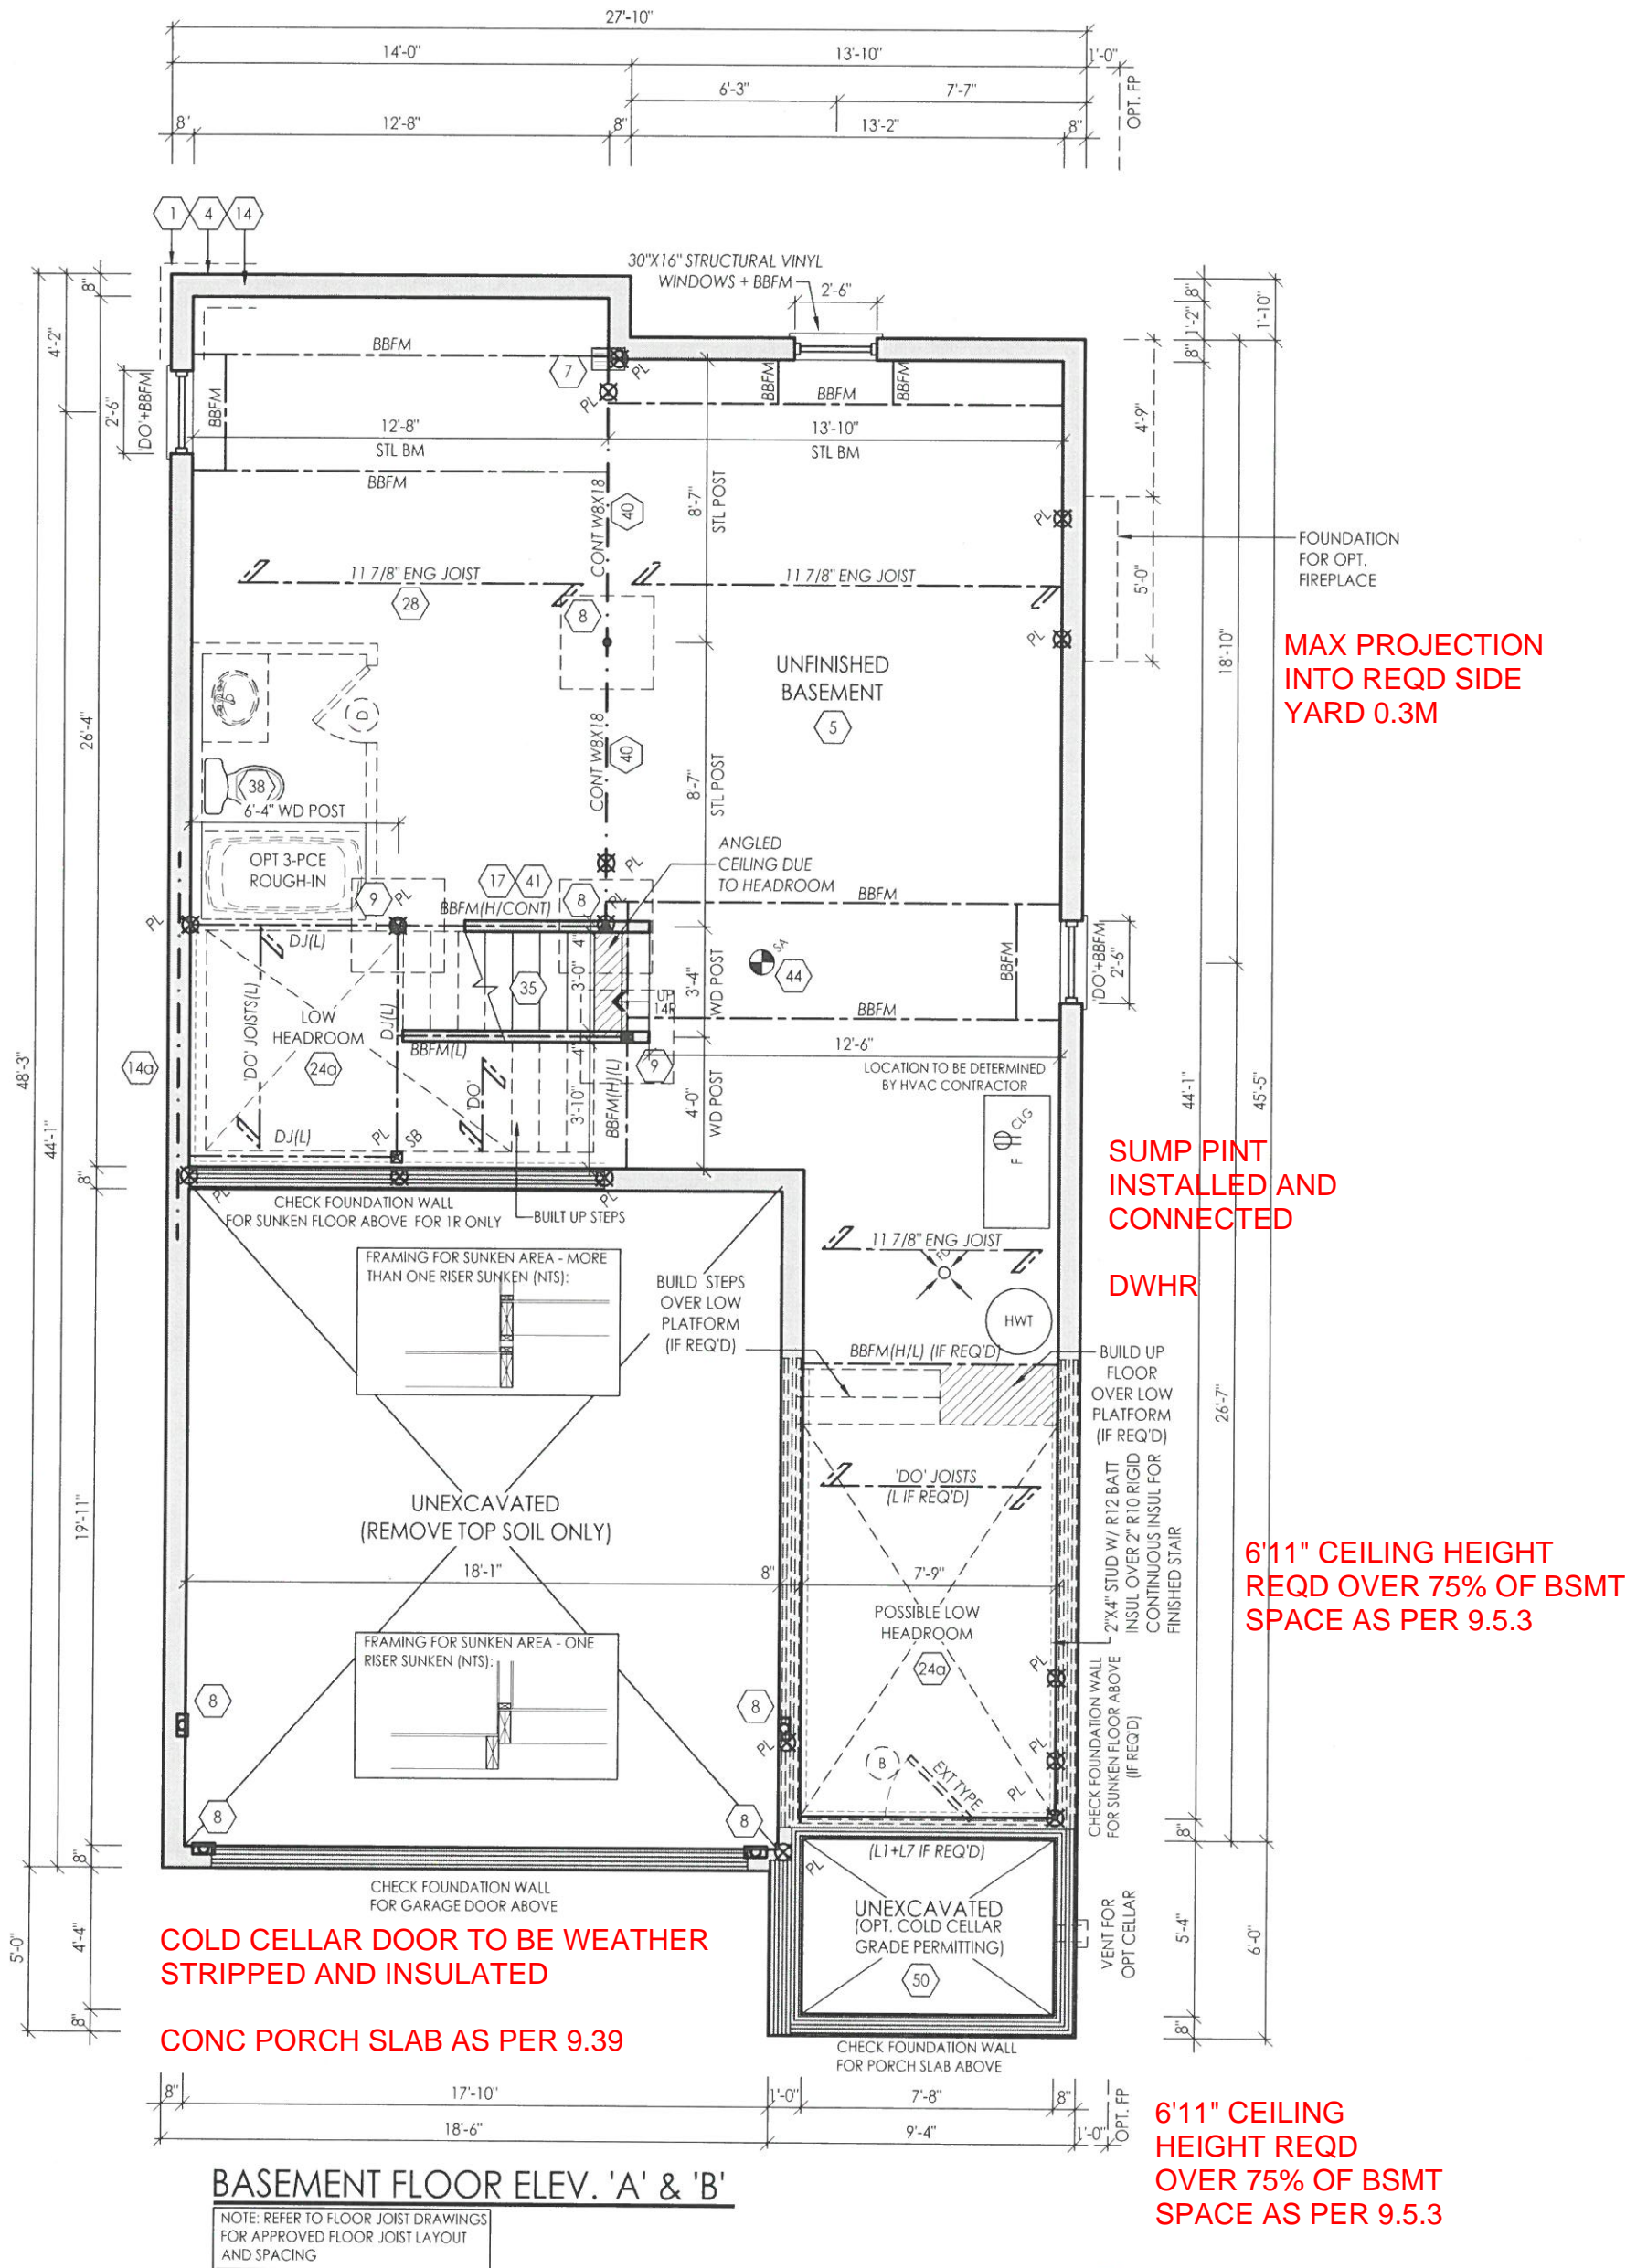 27'-10"
14'-0"
13'-10"
1'-0"
6'-3"
7'-7"
OPT. FP
8"
12'-8"
8"
13'-2"
8"
1
4
14
30"X16" STRUCTURAL VINYL
WINDOWS + BBFM
2'-6"
8"
4'-2"
8"
1'-2"
8"
1'-10"
BBFM
7
PL
PL
BBFM
BBFM
BBFM
2'-6"
'DO'+BBFM
BBFM
4'-9"
12'-8"
STL BM
13'-10"
STL BM
BBFM
CONT W8X18
40
8'-7"
STL POST
PL
FOUNDATION
FOR OPT.
FIREPLACE
11 7/8" ENG JOIST
28
11 7/8" ENG JOIST
5'-0"
8
PL
18'-10"
MAX PROJECTION
INTO REQD SIDE
YARD 0.3M
UNFINISHED
BASEMENT
5
D
26'-4"
CONT W8X18
40
8'-7"
STL POST
38
6'-4" WD POST
OPT 3-PCE
ROUGH-IN
ANGLED
CEILING DUE
TO HEADROOM
17
41
9
PL
8
PL
PL
BBFM
BBFM(H/CONT)
PL
DJ(L)
4"
3'-0"
35
UP
14R
3'-4"
WD POST
SA
44
BBFM
'DO'+BBFM
2'-6"
'DO' JOISTS(L)
LOW
HEADROOM
24a
DJ(L)
BBFM(L)
4"
BBFM
12'-6"
9
LOCATION TO BE DETERMINED
BY HVAC CONTRACTOR
48'-3"
14a
'DO'
3'-10"
BBFM(H)(L)
4'-0"
WD POST
44'-1"
45'-5"
44'-1"
DJ(L)
PL
SB
F
CLG
8"
PL
PL
SUMP PINT
INSTALLED AND
CONNECTED
CHECK FOUNDATION WALL
FOR SUNKEN FLOOR ABOVE FOR 1R ONLY
BUILT UP STEPS
11 7/8" ENG JOIST
FD
DWHR
FRAMING FOR SUNKEN AREA - MORE
THAN ONE RISER SUNKEN (NTS):
BUILD STEPS
OVER LOW
PLATFORM
(IF REQ'D)
HWT
BBFM(H/L) (IF REQ'D)
BUILD UP
FLOOR
OVER LOW
PLATFORM
(IF REQ'D)
26'-7"
19'-11"
UNEXCAVATED
(REMOVE TOP SOIL ONLY)
'DO' JOISTS
(L IF REQ'D)
2"X4" STUD W/ R12 BATT
INSUL OVER 2" R10 RIGID
CONTINUOUS INSUL FOR
FINISHED STAIR
6'11" CEILING HEIGHT
REQD OVER 75% OF BSMT
SPACE AS PER 9.5.3
18'-1"
8"
7'-9"
POSSIBLE LOW
HEADROOM
24a
FRAMING FOR SUNKEN AREA - ONE
RISER SUNKEN (NTS):
PL
CHECK FOUNDATION WALL
FOR SUNKEN FLOOR ABOVE
(IF REQ'D)
8
8
PL
B
EXT TYPE
PL
PL
8
8
8"
8"
(L1+L7 IF REQ'D)
PL
CHECK FOUNDATION WALL
FOR GARAGE DOOR ABOVE
UNEXCAVATED
(OPT. COLD CELLAR
GRADE PERMITTING)
50
VENT FOR
OPT CELLAR
5'-0"
4'-4"
5'-4"
6'-0"
COLD CELLAR DOOR TO BE WEATHER
STRIPPED AND INSULATED
8"
8"
CONC PORCH SLAB AS PER 9.39
CHECK FOUNDATION WALL
FOR PORCH SLAB ABOVE
8"
17'-10"
1'-0"
7'-8"
8"
OPT. FP
18'-6"
9'-4"
1'-0"
6'11" CEILING
HEIGHT REQD
OVER 75% OF BSMT
SPACE AS PER 9.5.3
BASEMENT FLOOR ELEV. 'A' & 'B'
NOTE: REFER TO FLOOR JOIST DRAWINGS
FOR APPROVED FLOOR JOIST LAYOUT
AND SPACING